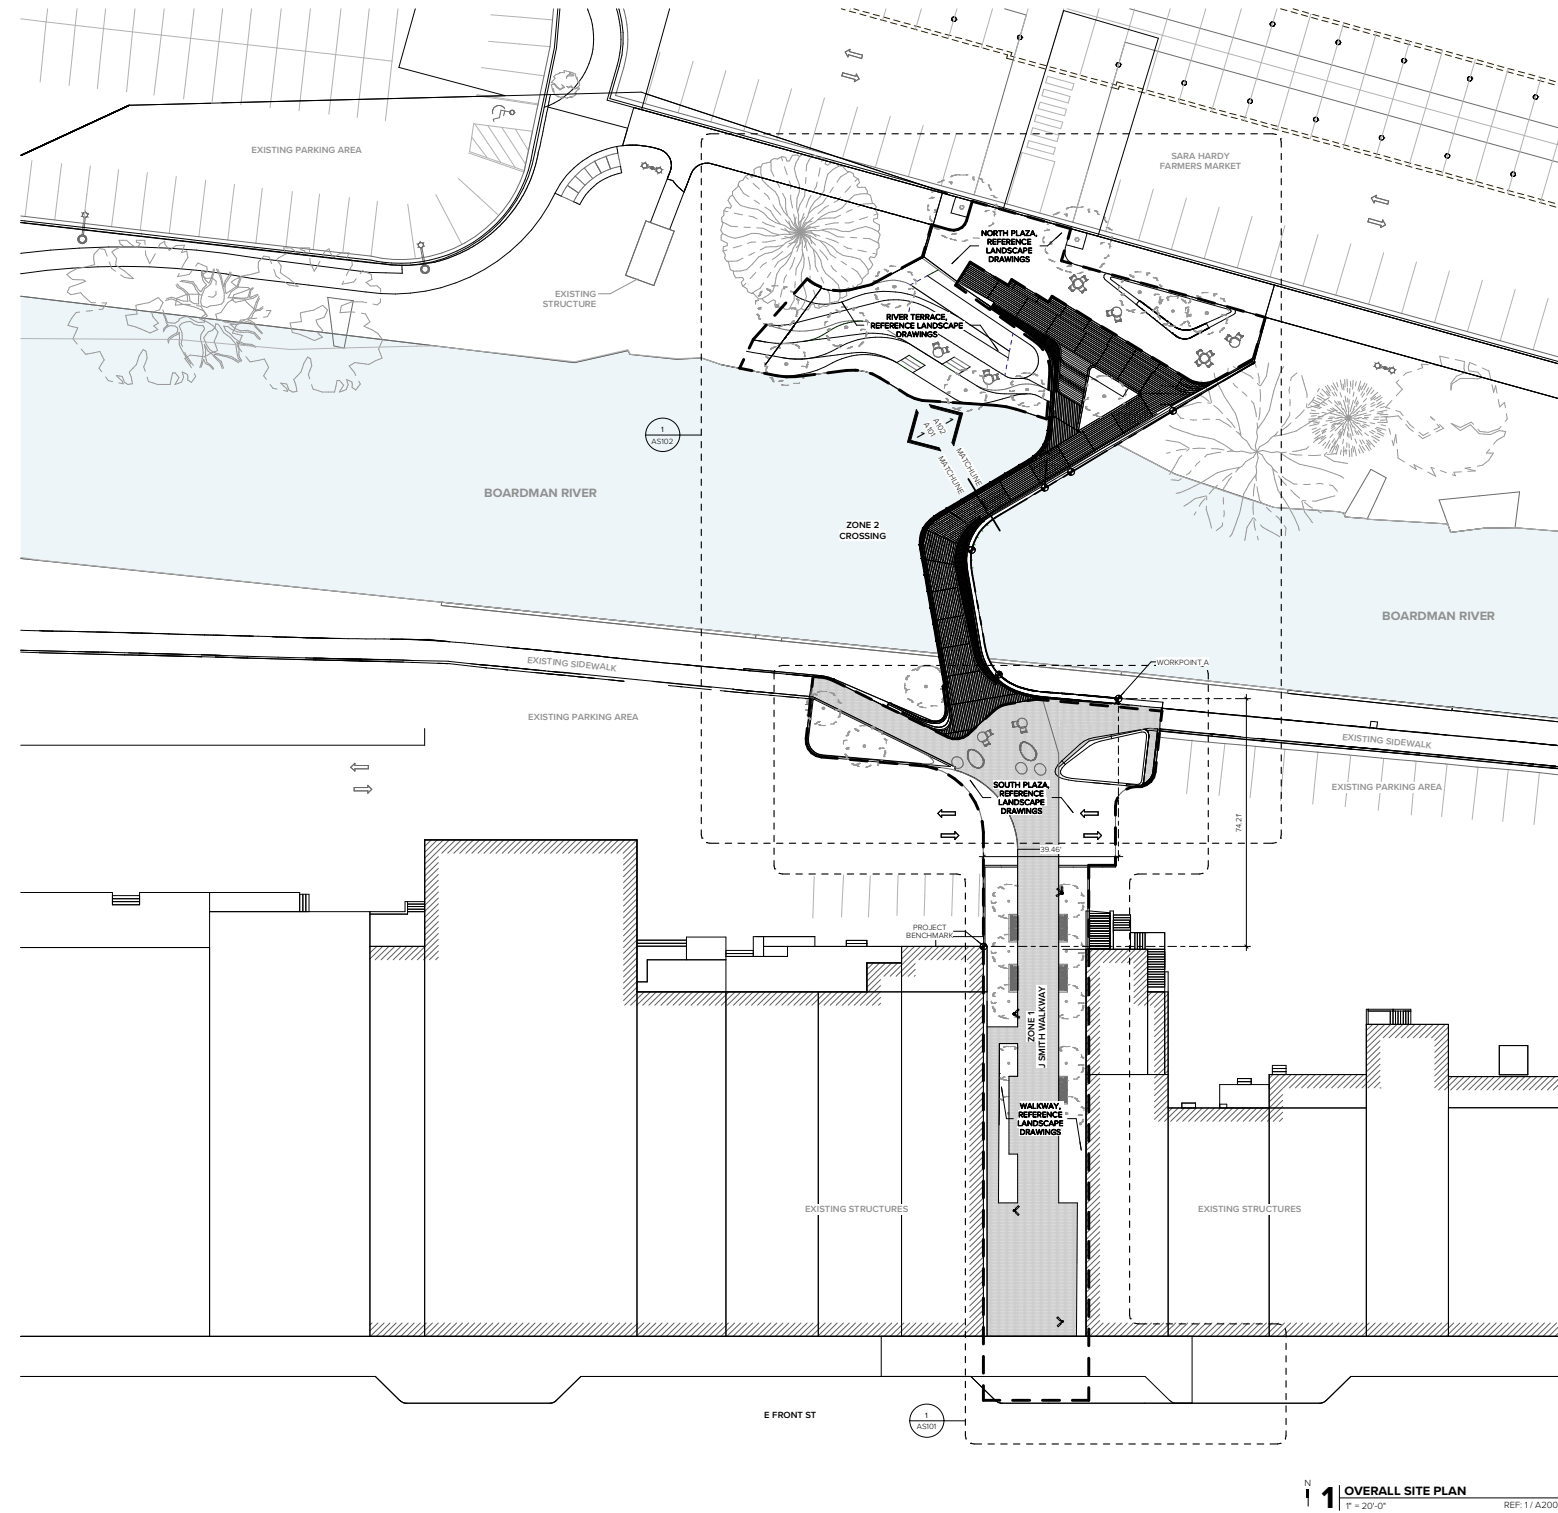 EXISTING PARKING AREA
SARA HARDY
FARMERS MARKET
NORTH PLAZA,
REFERENCE
LANDSCAPE
DRAWINGS
EXISTING
STRUCTURE
RIVER TERRACE,
REFERENCE LANDSCAPE
DRAWINGS
1
AS102
A102
A101
1
1
MATCHLINE
MATCHLINE
BOARDMAN RIVER
ZONE 2
CROSSING
BOARDMAN RIVER
EXISTING SIDEWALK
WORKPOINT A
EXISTING PARKING AREA
EXISTING SIDEWALK
EXISTING PARKING AREA
SOUTH PLAZA,
REFERENCE
LANDSCAPE
DRAWINGS
74.21'
39.46'
PROJECT
BENCHMARK
ZONE 1
J SMITH WALKWAY
WALKWAY,
REFERENCE
LANDSCAPE
DRAWINGS
EXISTING STRUCTURES
EXISTING STRUCTURES
E FRONT ST
1
AS101
N
1
OVERALL SITE PLAN
1" = 20'-0"
REF: 1 / A200